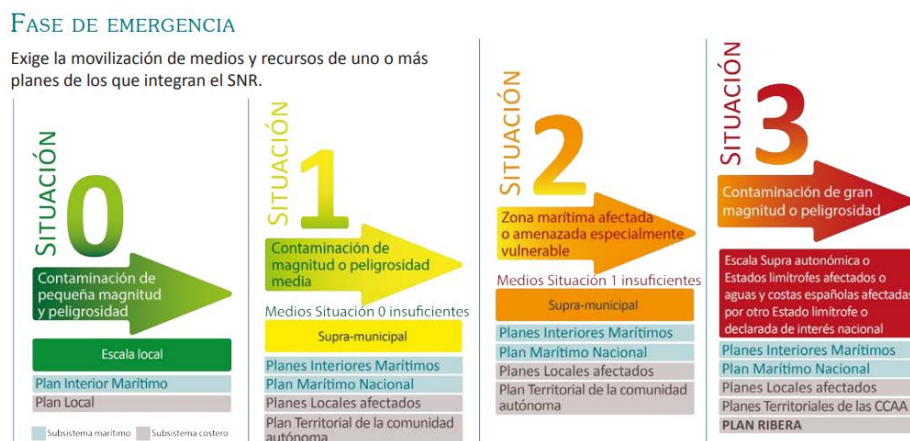 FASE DE EMERGENCIA
Exige la movilización de medios y recursos de uno o más
planes de los que integran el SNR.
SITUACIÓN
0
Contaminación de
pequeña magnitud
y peligrosidad
Escala local
Plan Interior Marítimo
Plan Local
Subsistema marítimo
Subsistema costero
SITUACIÓN
1
Contaminación de
magnitud o peligrosidad
media
Medios Situación 0 insuficientes
Supra-municipal
Planes Interiores Marítimos
Plan Marítimo Nacional
Planes Locales afectados
Plan Territorial de la comunidad
autónoma
SITUACIÓN
2
Zona marítima afectada
o amenazada especialmente
vulnerable
Medios Situación 1 insuficientes
Supra-municipal
Planes Interiores Marítimos
Plan Marítimo Nacional
Planes Locales afectados
Plan Territorial de la comunidad
autónoma
SITUACIÓN
3
Contaminación de gran
magnitud o peligrosidad
Escala Supra autonómica o
Estados limítrofes afectados o
aguas y costas españolas afectadas
por otro Estado limítrofe o
declarada de interés nacional
Planes Interiores Marítimos
Plan Marítimo Nacional
Planes Locales afectados
Planes Territoriales de las CCAA
PLAN RIBERA